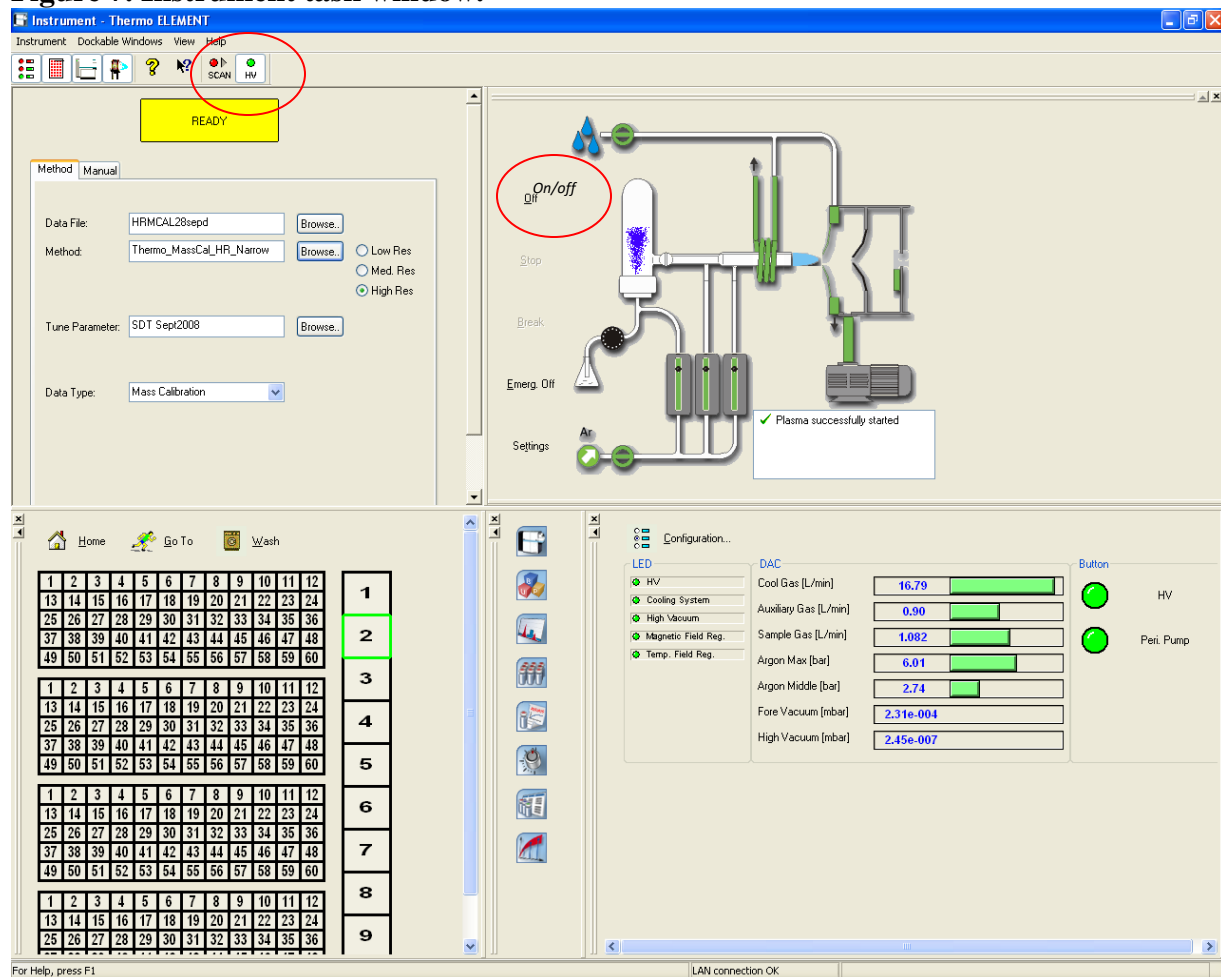 Instrument - Thermo ELEMENT
Instrument Dockable Windows View Help
SCAN HV
READY
Method Manual
Data File: HRMCAL28sepd Browse..
Method: Thermo_MassCal_HR_Narrow Browse..
Low Res
Med. Res
High Res
Tune Parameter: SDT Sept2008 Browse..
Data Type: Mass Calibration
On/off
Off
Stop
Break
Emerg. Off
Settings
Ar
Plasma successfully started
Home Go To Wash
1 2 3 4 5 6 7 8 9 10 11 12
13 14 15 16 17 18 19 20 21 22 23 24
25 26 27 28 29 30 31 32 33 34 35 36
37 38 39 40 41 42 43 44 45 46 47 48
49 50 51 52 53 54 55 56 57 58 59 60
1 2 3 4 5 6 7 8 9 10 11 12
13 14 15 16 17 18 19 20 21 22 23 24
25 26 27 28 29 30 31 32 33 34 35 36
37 38 39 40 41 42 43 44 45 46 47 48
49 50 51 52 53 54 55 56 57 58 59 60
1 2 3 4 5 6 7 8 9 10 11 12
13 14 15 16 17 18 19 20 21 22 23 24
25 26 27 28 29 30 31 32 33 34 35 36
37 38 39 40 41 42 43 44 45 46 47 48
49 50 51 52 53 54 55 56 57 58 59 60
1 2 3 4 5 6 7 8 9 10 11 12
13 14 15 16 17 18 19 20 21 22 23 24
25 26 27 28 29 30 31 32 33 34 35 36
1
2
3
4
5
6
7
8
9
Configuration...
LED
HV
Cooling System
High Vacuum
Magnetic Field Reg.
Temp. Field Reg.
DAC
Cool Gas [L/min] 16.79
Auxiliary Gas [L/min] 0.90
Sample Gas [L/min] 1.082
Argon Max [bar] 6.01
Argon Middle [bar] 2.74
Fore Vacuum [mbar] 2.31e-004
High Vacuum [mbar] 2.45e-007
Button
HV
Peri. Pump
For Help, press F1
LAN connection OK